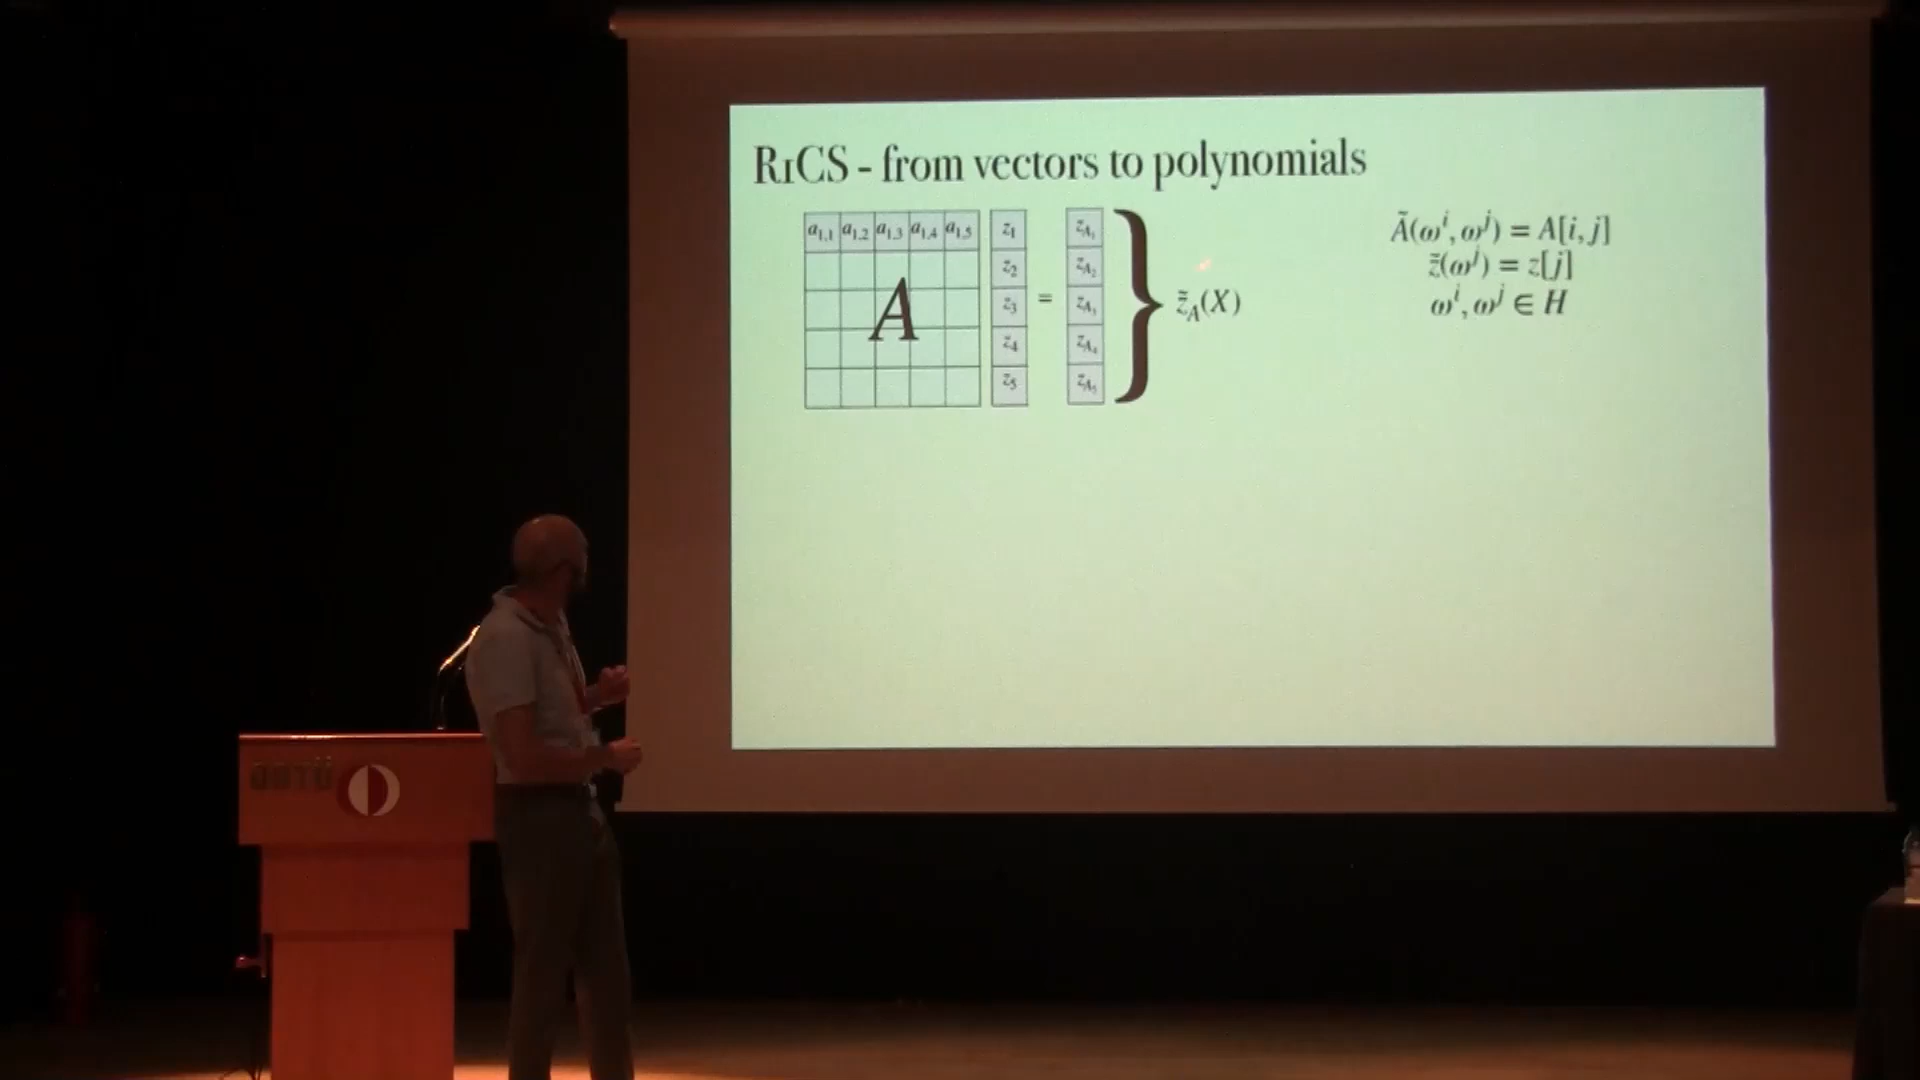 R1CS - from vectors to polynomials
a1,1 a1,2 a1,3 a1,4 a1,5
A
z1
z2
z3
z4
z5
=
zA1
zA2
zA3
zA4
zA5
z̃A(X)
Ã(ωⁱ, ωʲ) = A[i, j]
z̃(ωʲ) = z[j]
ωⁱ, ωʲ ∈ H
ODTÜ